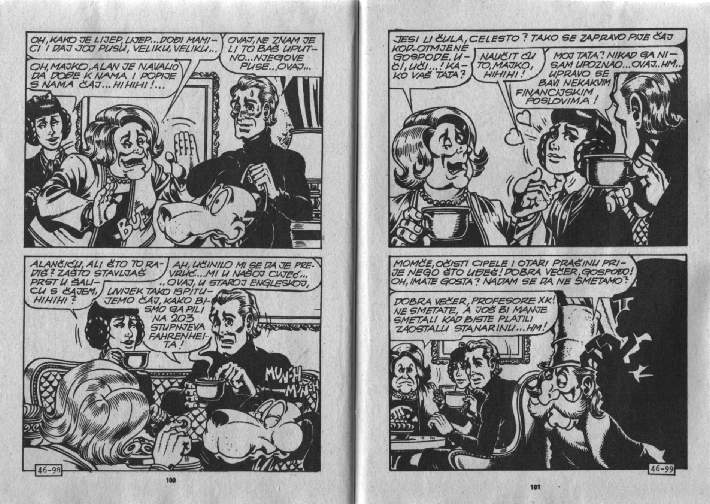 OH, KAKO JE LIJEP, LIJEP... DOĐI MAMI-
CI I DAJ JOJ PUSU, VELIKU, VELIKU...
OH, MAJKO, ALAN JE NAVALIO
DA DOĐE K NAMA I POPIJE
S NAMA ČAJ... HIHIHI!...
OVAJ, NE ZNAM JE
LI TO BAŠ UPUT-
NO... NJEGOVE
PUSE... OVAJ...
ALANČIĆU, ALI ŠTO TO RA-
DIŠ? ZAŠTO STAVLJAŠ
PRST U ŠALI-
CU S ČAJEM,
HIHIHI?
AH, UČINILO MI SE DA JE PRE-
VRUĆ... MI U NAŠOJ
...OVAJ, U STAROJ ENGLESKOJ,
UVIJEK TAKO ISPITU-
JEMO ČAJ, KAKO BI-
SMO GA PILI
NA 203
STUPNJEVA
FAHRENHEI-
TA!
MUNCH
MUNCH
46-98
100
JESI LI ČULA, CELESTO? TAKO SE ZAPRAVO PIJE ČAJ
KOD OTMJENE
GOSPODE, U-
ČI, UČI...! KA-
KO VAŠ TATA?
NAUČIT ĆU
TO, MAJKO,
HIHIHI!
MOJ TATA? NIKAD GA NI-
SAM UPOZNAO... OVAJ... HM...
UPRAVO SE
BAVI NEKAKVIM
FINANCIJSKIM
POSLOVIMA!
MOMČE, OČISTI CIPELE I OTARI PRAŠINU PRI-
JE NEGO ŠTO UĐEŠ! DOBRA VEČER, GOSPOĐO!
OH, IMATE GOSTA? NADAM SE DA NE SMETAMO?
DOBRA VEČER, PROFESORE XK!
NE SMETATE, A JOŠ BI MANJE
SMETALI KAD BISTE PLATILI
ZAOSTALU STANARINU... HM!
46-99
101